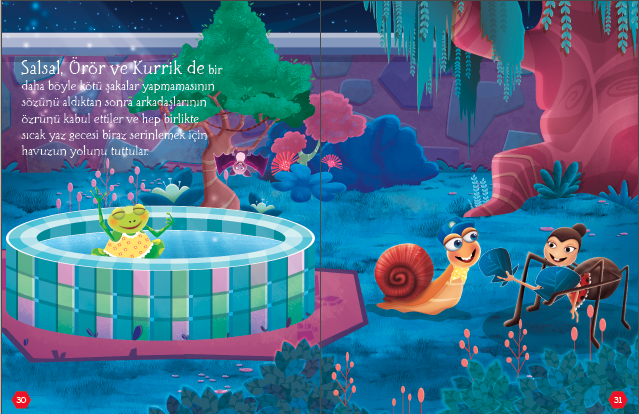 Salsal, Örör ve Kurrik de bir
daha böyle kötü şakalar yapmamasının
sözünü aldıktan sonra arkadaşlarının
özrünü kabul ettiler ve hep birlikte
sıcak yaz gecesi biraz serinlemek için
havuzun yolunu tuttular.
30
31